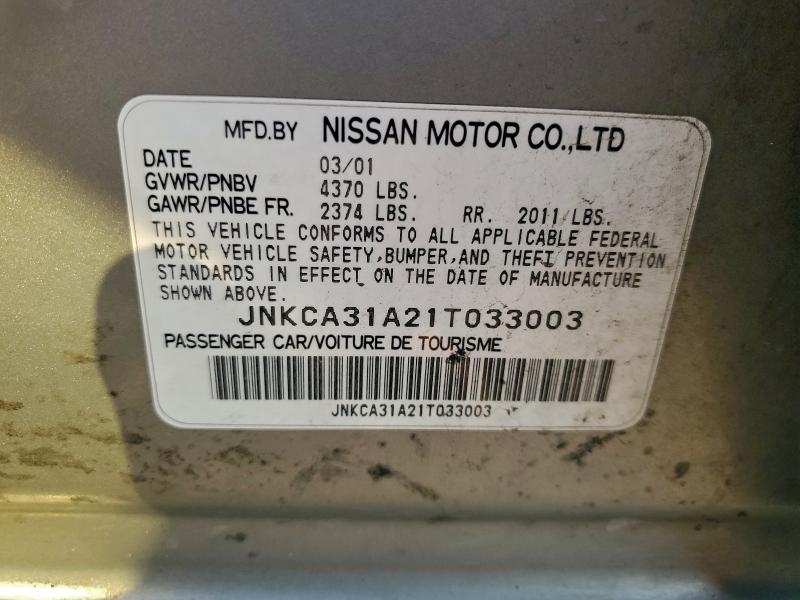 MFD.BY NISSAN MOTOR CO.,LTD
DATE 03/01
GVWR/PNBV 4370 LBS.
GAWR/PNBE FR. 2374 LBS. RR. 2011 LBS.
THIS VEHICLE CONFORMS TO ALL APPLICABLE FEDERAL
MOTOR VEHICLE SAFETY,BUMPER,AND THEFT PREVENTION
STANDARDS IN EFFECT ON THE DATE OF MANUFACTURE
SHOWN ABOVE.
JNKCA31A21T033003
PASSENGER CAR/VOITURE DE TOURISME
JNKCA31A21T033003